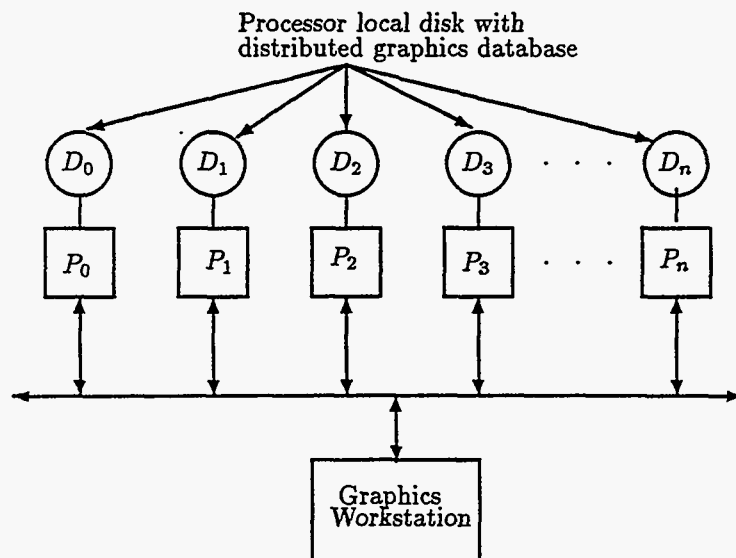 Processor local disk with
distributed graphics database
D₀ D₁ D₂ D₃ · · · Dₙ
P₀ P₁ P₂ P₃ · · · Pₙ
Graphics
Workstation